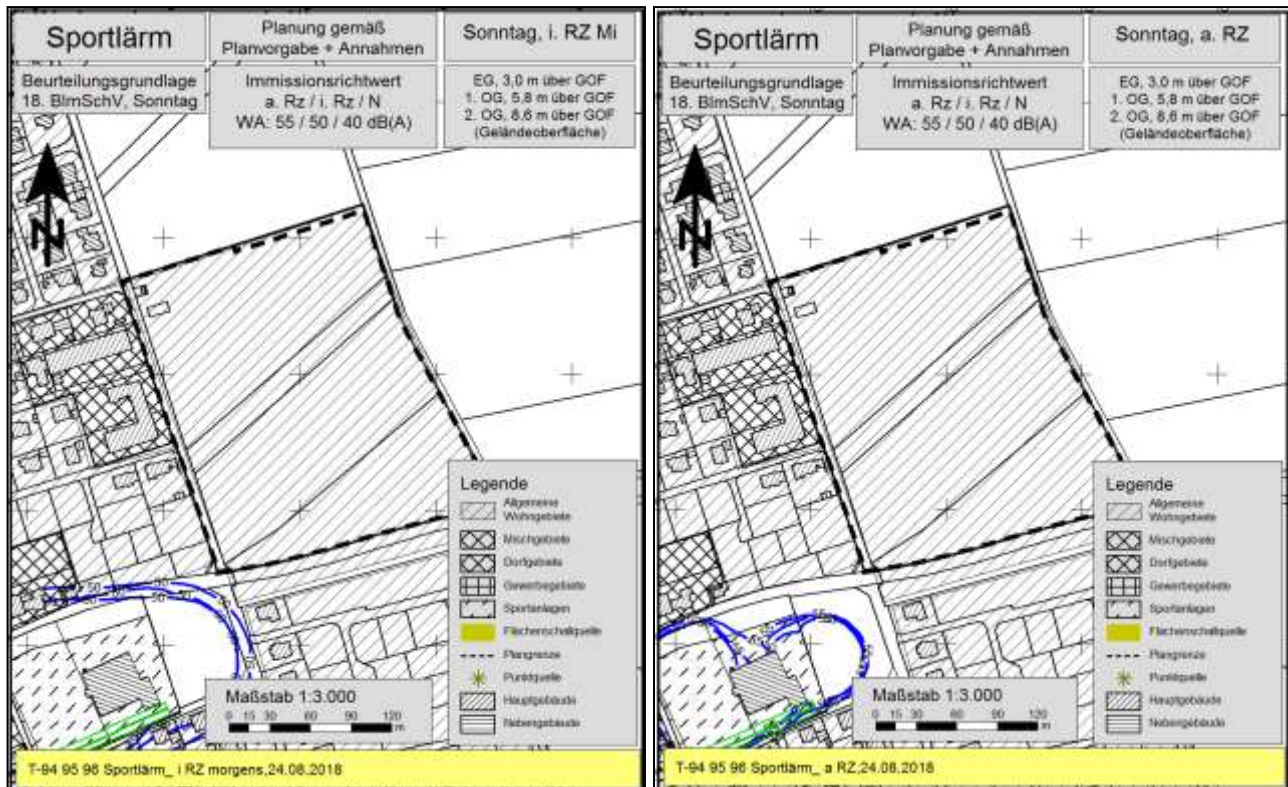 Sportlärm
Planung gemäß
Planvorgabe + Annahmen
Sonntag, i. RZ Mi
Beurteilungsgrundlage
18. BImSchV, Sonntag
Immissionsrichtwert
a. Rz / i. Rz / N
WA: 55 / 50 / 40 dB(A)
EG, 3,0 m über GOF
1. OG, 5,8 m über GOF
2. OG, 8,6 m über GOF
(Geländeoberfläche)
N
Legende
Allgemeine
Wohngebiete
Mischgebiete
Dorfgebiete
Gewerbegebiete
Sportanlagen
Flächenschallquelle
Plangrenze
Punktquelle
Hauptgebäude
Nebengebäude
50
50
50
50
Maßstab 1:3.000
0 15 30 60 90 120
m
T-94 95 96 Sportlärm_ i RZ morgens,24.08.2018
Sportlärm
Planung gemäß
Planvorgabe + Annahmen
Sonntag, a. RZ
Beurteilungsgrundlage
18. BImSchV, Sonntag
Immissionsrichtwert
a. Rz / i. Rz / N
WA: 55 / 50 / 40 dB(A)
EG, 3,0 m über GOF
1. OG, 5,8 m über GOF
2. OG, 8,6 m über GOF
(Geländeoberfläche)
N
Legende
Allgemeine
Wohngebiete
Mischgebiete
Dorfgebiete
Gewerbegebiete
Sportanlagen
Flächenschallquelle
Plangrenze
Punktquelle
Hauptgebäude
Nebengebäude
55
Maßstab 1:3.000
0 15 30 60 90 120
m
T-94 95 96 Sportlärm_ a RZ,24.08.2018